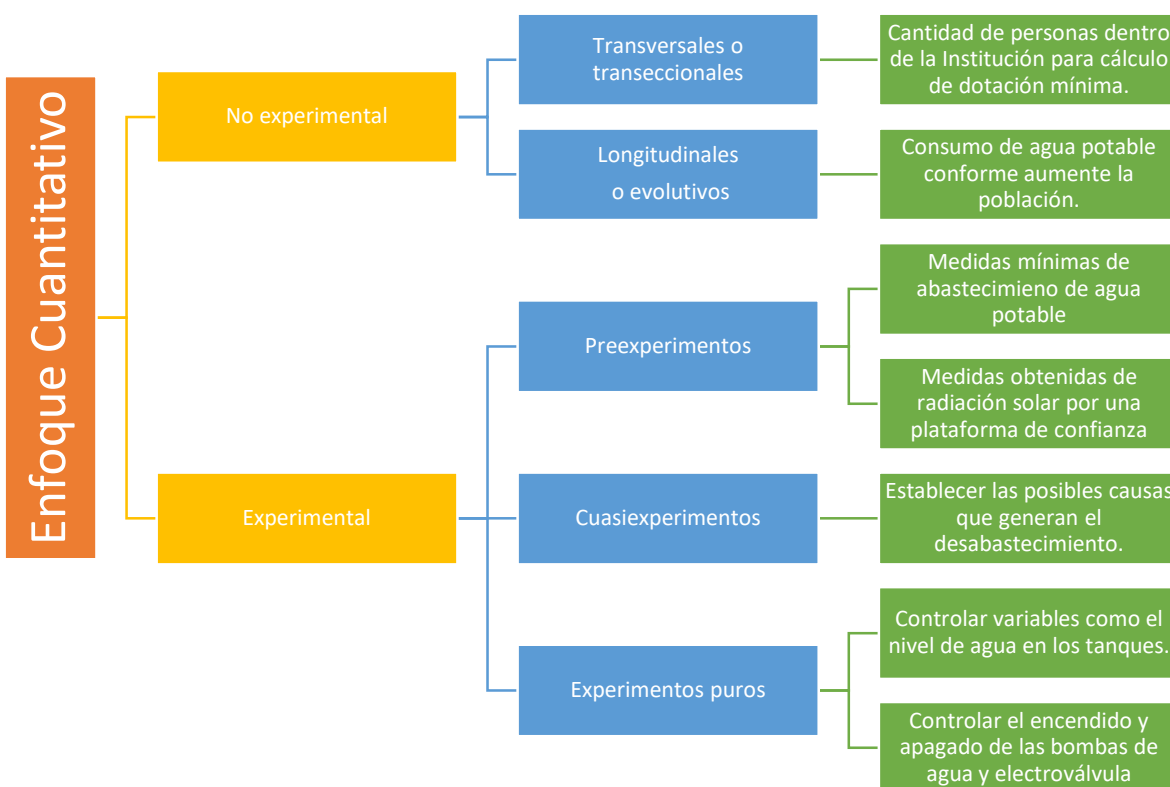 Enfoque Cuantitativo
No experimental
Transversales o
transeccionales
Cantidad de personas dentro
de la Institución para cálculo
de dotación mínima.
Longitudinales
o evolutivos
Consumo de agua potable
conforme aumente la
población.
Experimental
Preexperimentos
Medidas mínimas de
abastecimieno de agua
potable
Medidas obtenidas de
radiación solar por una
plataforma de confianza
Cuasiexperimentos
Establecer las posibles causas
que generan el
desabastecimiento.
Experimentos puros
Controlar variables como el
nivel de agua en los tanques.
Controlar el encendido y
apagado de las bombas de
agua y electroválvula